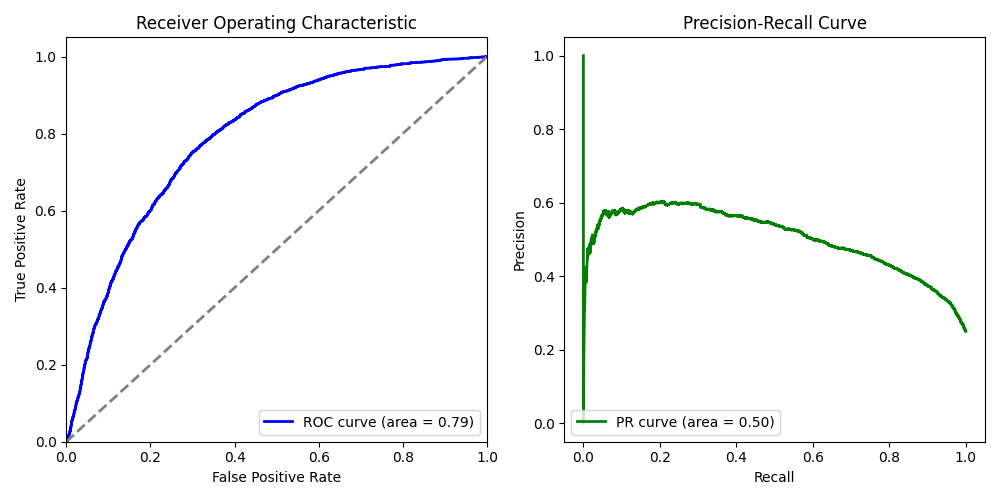 Receiver Operating Characteristic
True Positive Rate
1.0
0.8
0.6
0.4
0.2
0.0
0.0 0.2 0.4 0.6 0.8 1.0
False Positive Rate
ROC curve (area = 0.79)
Precision-Recall Curve
Precision
1.0
0.8
0.6
0.4
0.2
0.0
0.0 0.2 0.4 0.6 0.8 1.0
Recall
PR curve (area = 0.50)